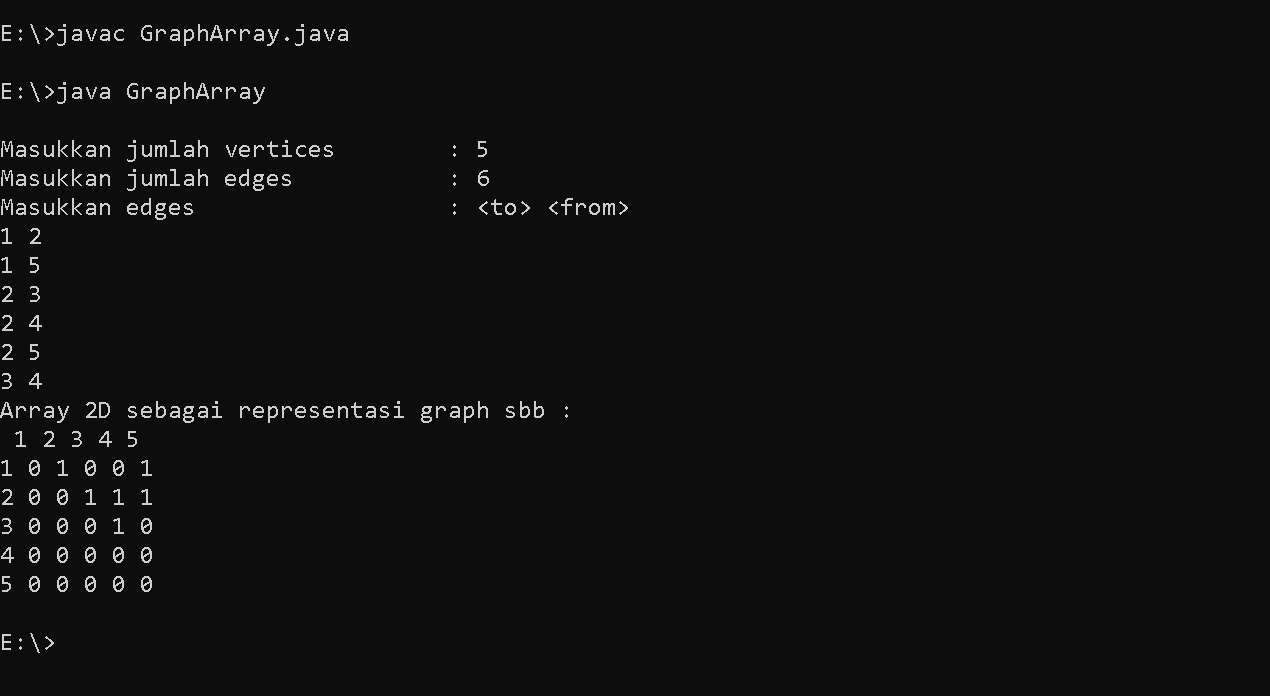 E:\>javac GraphArray.java
E:\>java GraphArray
Masukkan jumlah vertices : 5
Masukkan jumlah edges : 6
Masukkan edges : <to> <from>
1 2
1 5
2 3
2 4
2 5
3 4
Array 2D sebagai representasi graph sbb :
1 2 3 4 5
1 0 1 0 0 1
2 0 0 1 1 1
3 0 0 0 1 0
4 0 0 0 0 0
5 0 0 0 0 0
E:\>